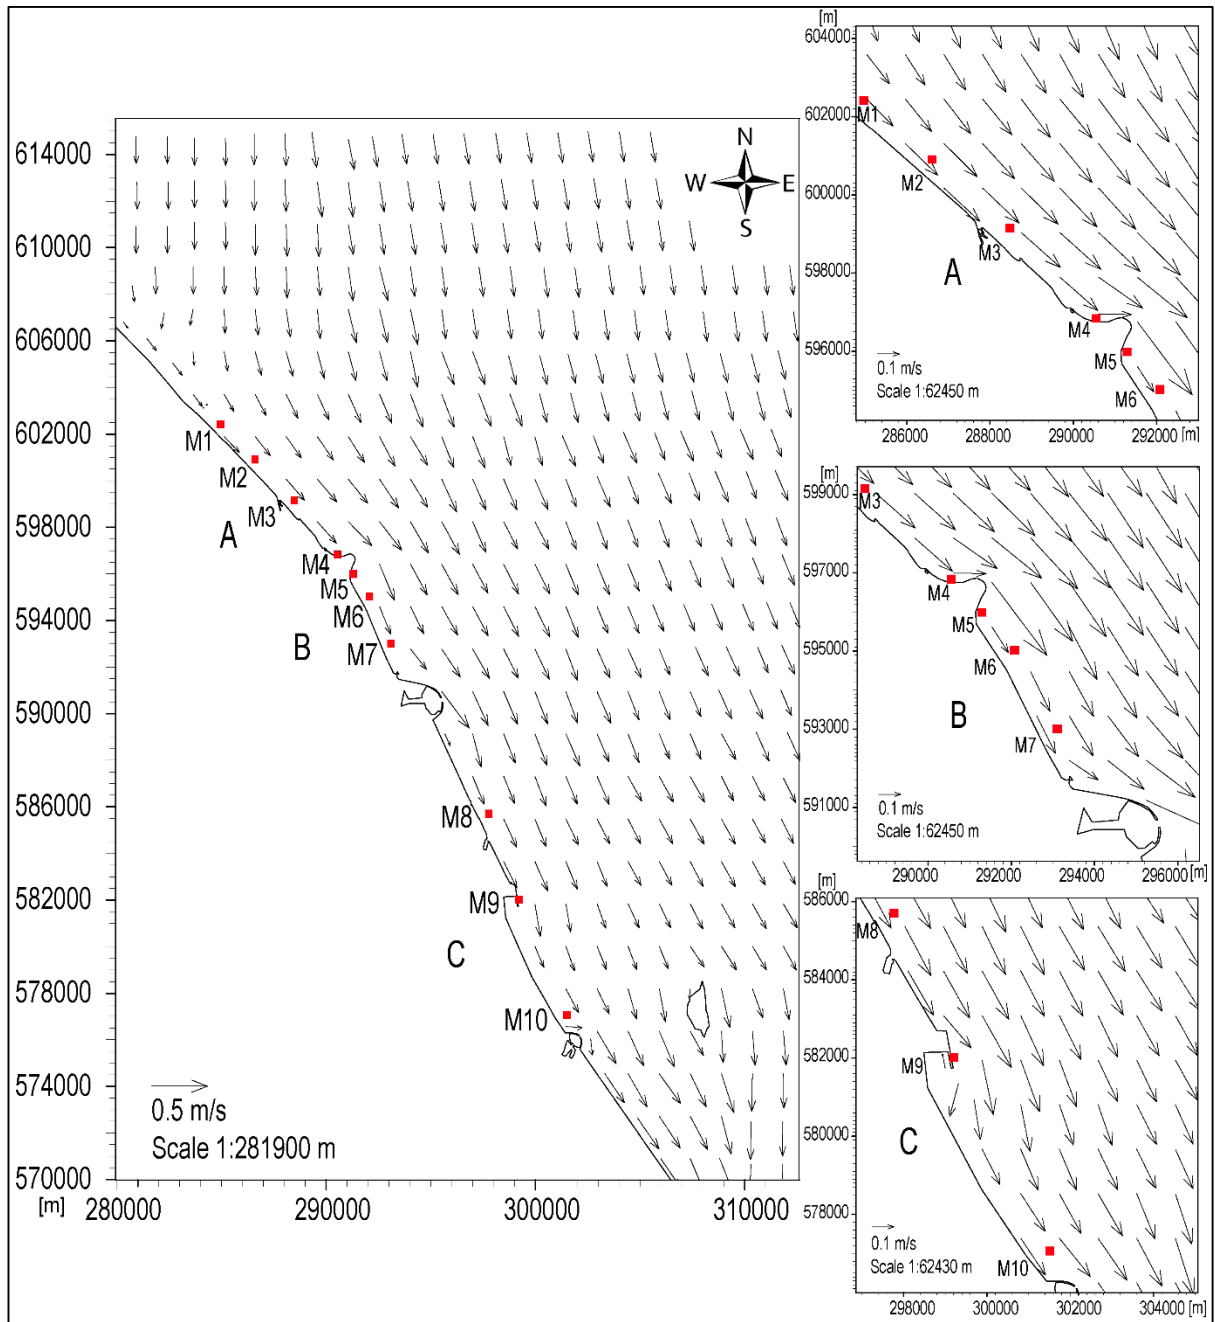 614000
610000
606000
602000
598000
594000
590000
586000
582000
578000
574000
570000
[m]
280000 290000 300000 310000
N
W E
S
M1
M2
M3
A
M4
M5
M6
B
M7
M8
M9
C
M10
0.5 m/s
Scale 1:281900 m
[m]
604000
602000
600000
598000
596000
M1
M2
M3
A
M4
M5
M6
0.1 m/s
Scale 1:62450 m
286000 288000 290000 292000 [m]
[m]
599000
597000
595000
593000
591000
M3
M4
M5
M6
B
M7
0.1 m/s
Scale 1:62450 m
290000 292000 294000 296000 [m]
[m]
586000
584000
582000
580000
578000
M8
M9
C
M10
0.1 m/s
Scale 1:62430 m
298000 300000 302000 304000 [m]